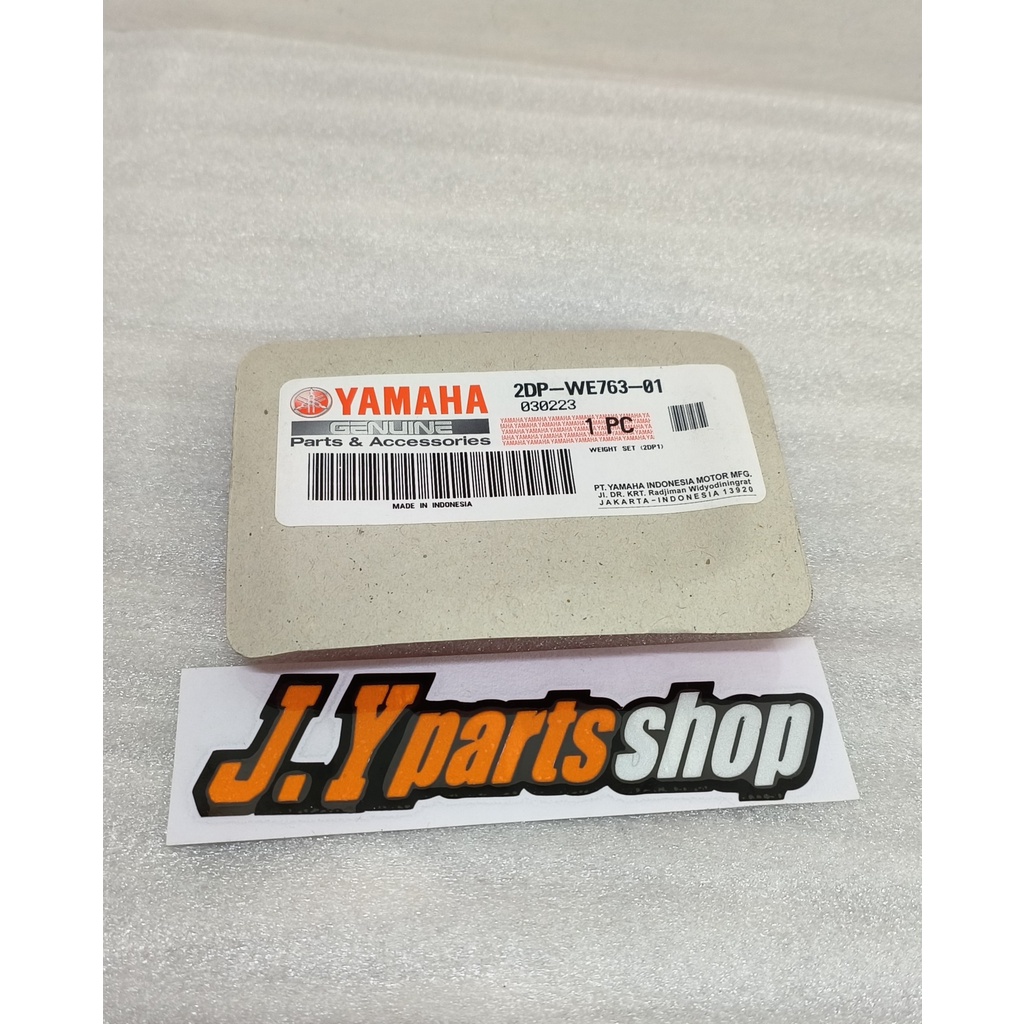 YAMAHA
GENUINE
Parts & Accessories
MADE IN INDONESIA
2DP-WE763-01
030223
1 PC
WEIGHT SET (2DP1)
PT. YAMAHA INDONESIA MOTOR MFG.
Jl. DR. KRT. Radjiman Widyodiningrat
JAKARTA-INDONESIA 13920
J.Y parts shop